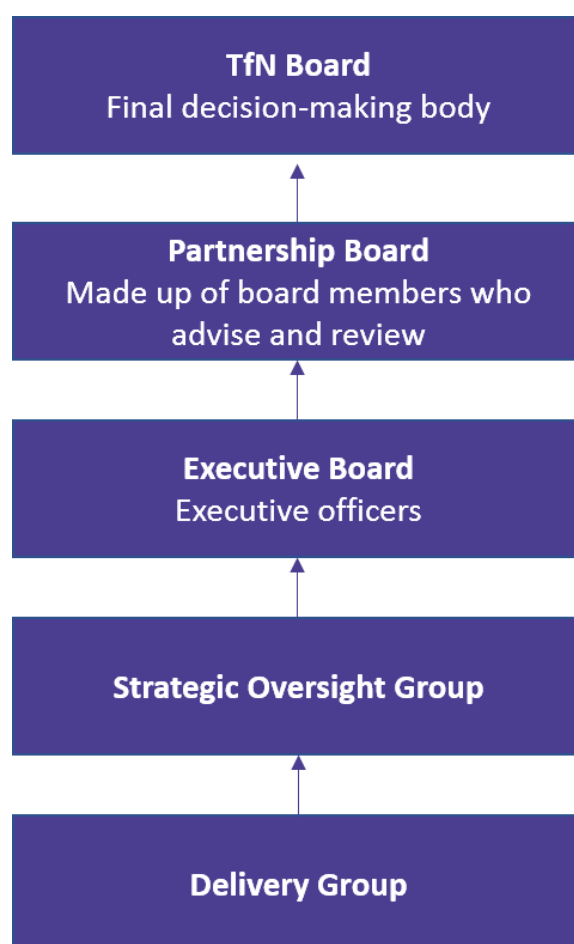 TfN Board
Final decision-making body
Partnership Board
Made up of board members who
advise and review
Executive Board
Executive officers
Strategic Oversight Group
Delivery Group